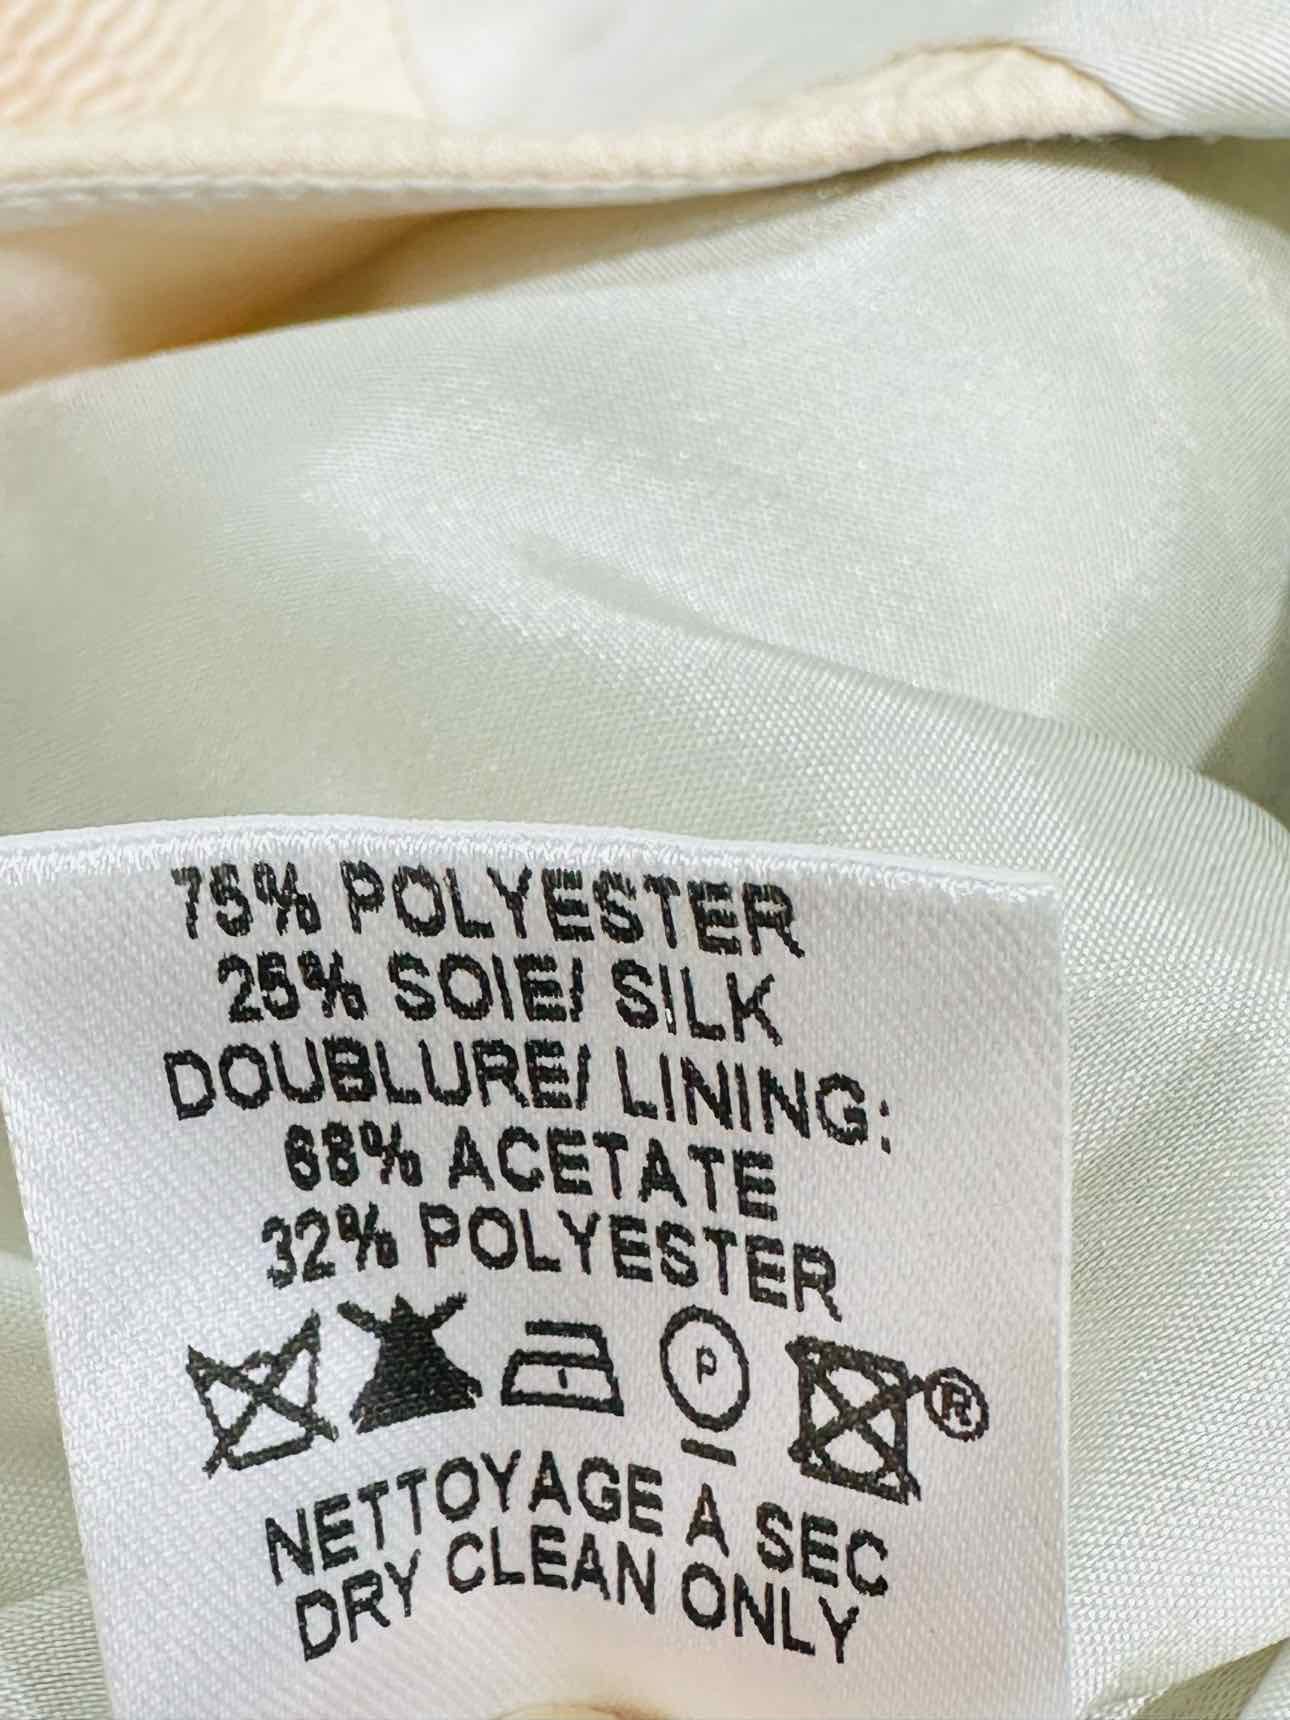 75% POLYESTER
25% SOIE/ SILK
DOUBLURE/ LINING:
68% ACETATE
32% POLYESTER
P ®
NETTOYAGE A SEC
DRY CLEAN ONLY